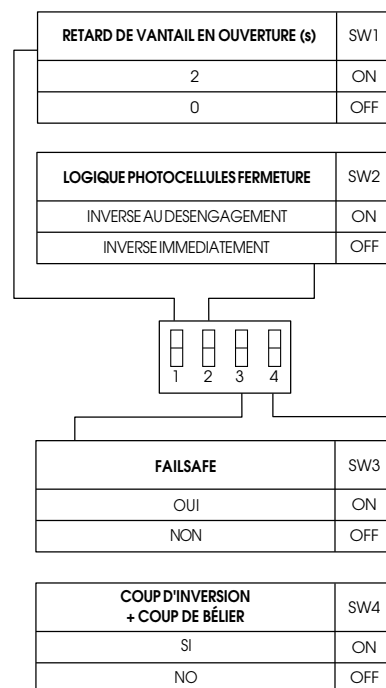 RETARD DE VANTAIL EN OUVERTURE (s) SW1
2 ON
0 OFF
LOGIQUE PHOTOCELLULES FERMETURE SW2
INVERSE AU DESENGAGEMENT ON
INVERSE IMMEDIATEMENT OFF
1 2 3 4
FAILSAFE SW3
OUI ON
NON OFF
COUP D'INVERSION
+ COUP DE BÉLIER SW4
SI ON
NO OFF